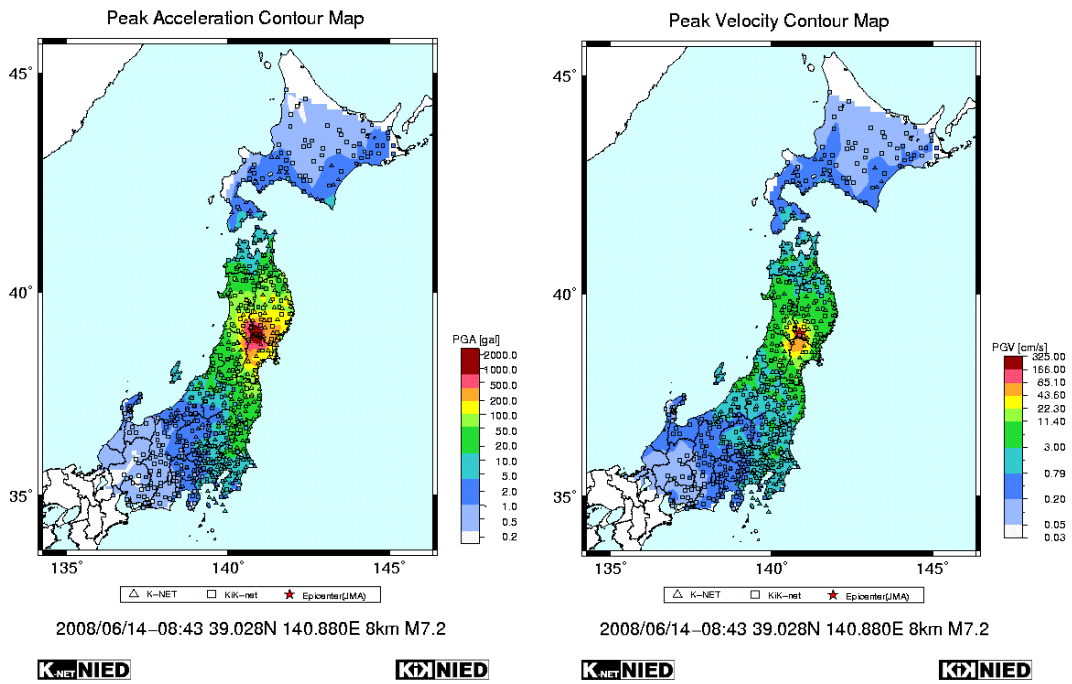 Peak Acceleration Contour Map
45°
40°
35°
135°
140°
145°
PGA [gal]
2000.0
1000.0
500.0
200.0
100.0
50.0
20.0
10.0
5.0
2.0
1.0
0.5
0.2
K-NET
KiK-net
Epicenter(JMA)
2008/06/14-08:43 39.028N 140.880E 8km M7.2
K-NET NIED
KiK NIED
Peak Velocity Contour Map
45°
40°
35°
135°
140°
145°
PGV [cm/s]
325.00
166.00
85.10
43.60
22.30
11.40
3.00
0.79
0.20
0.05
0.03
K-NET
KiK-net
Epicenter(JMA)
2008/06/14-08:43 39.028N 140.880E 8km M7.2
K-NET NIED
KiK NIED